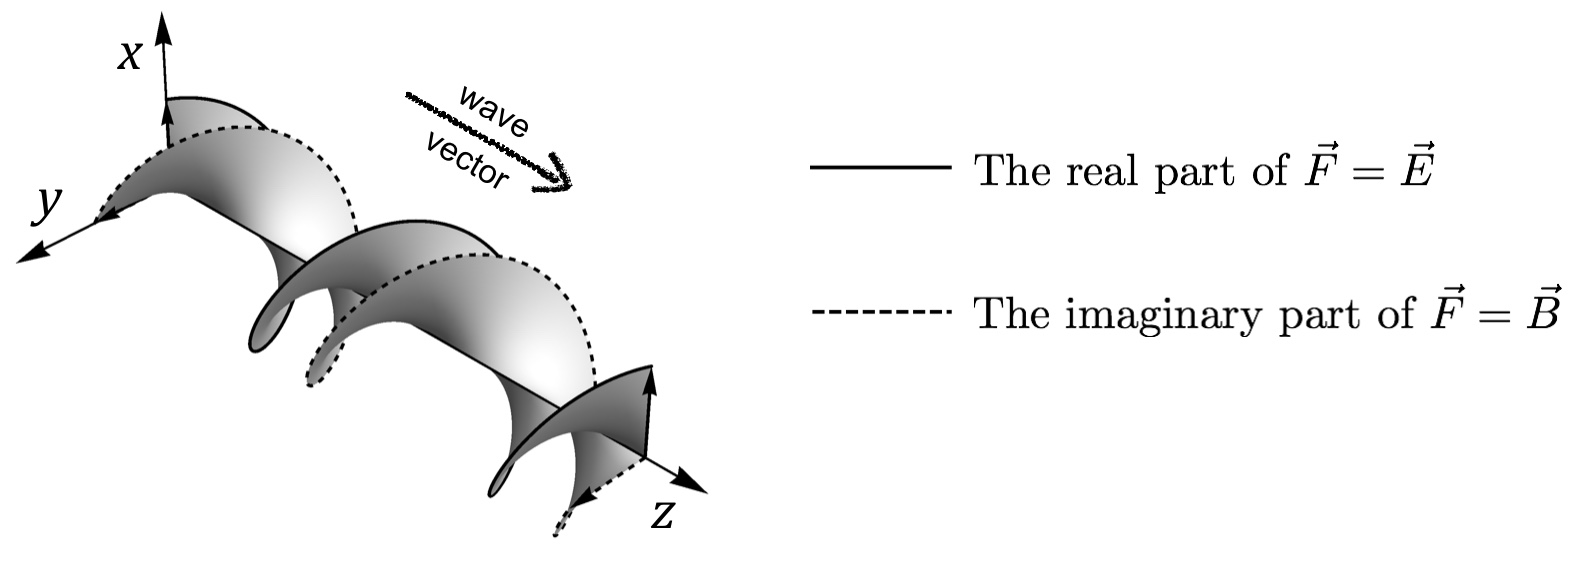 x
wave
vector
y
z
The real part of $\vec{F} = \vec{E}$
The imaginary part of $\vec{F} = \vec{B}$